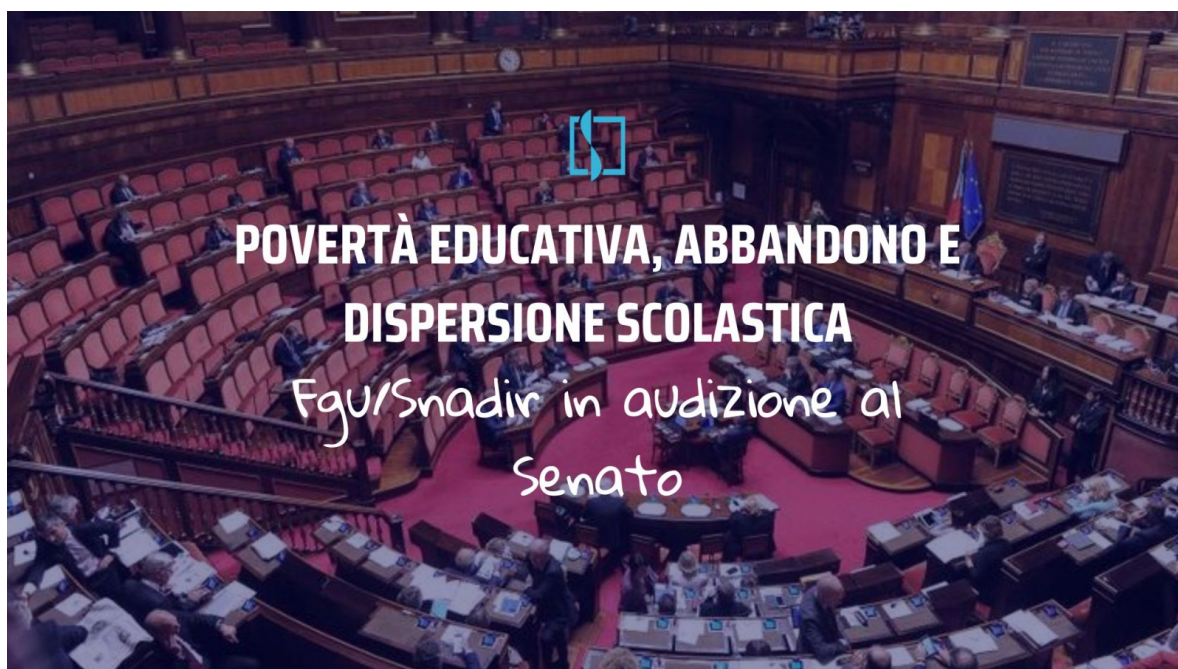 POVERTÀ EDUCATIVA, ABBANDONO E
DISPERSIONE SCOLASTICA
Fgu/Snadir in audizione al
Senato